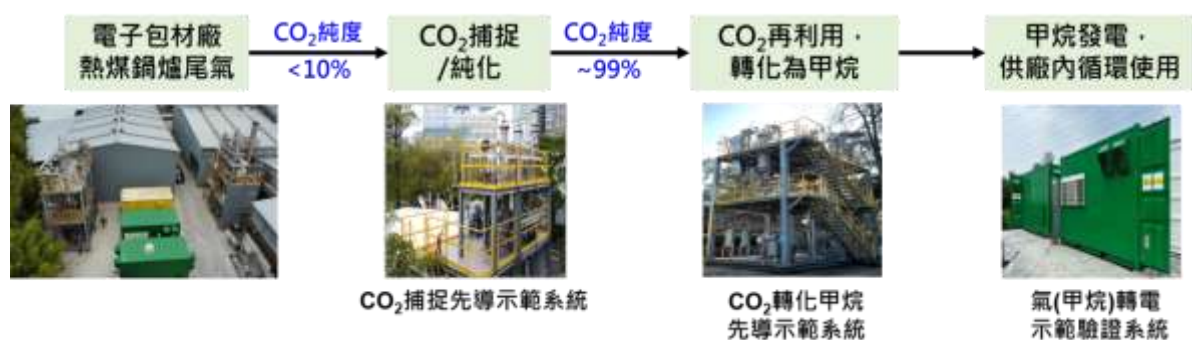 電子包材廠
熱媒鍋爐尾氣
CO₂純度
<10%
CO₂捕捉
/純化
CO₂純度
~99%
CO₂再利用，
轉化為甲烷
甲烷發電，
供廠內循環使用
CO₂捕捉先導示範系統
CO₂轉化甲烷
先導示範系統
氣(甲烷)轉電
示範驗證系統